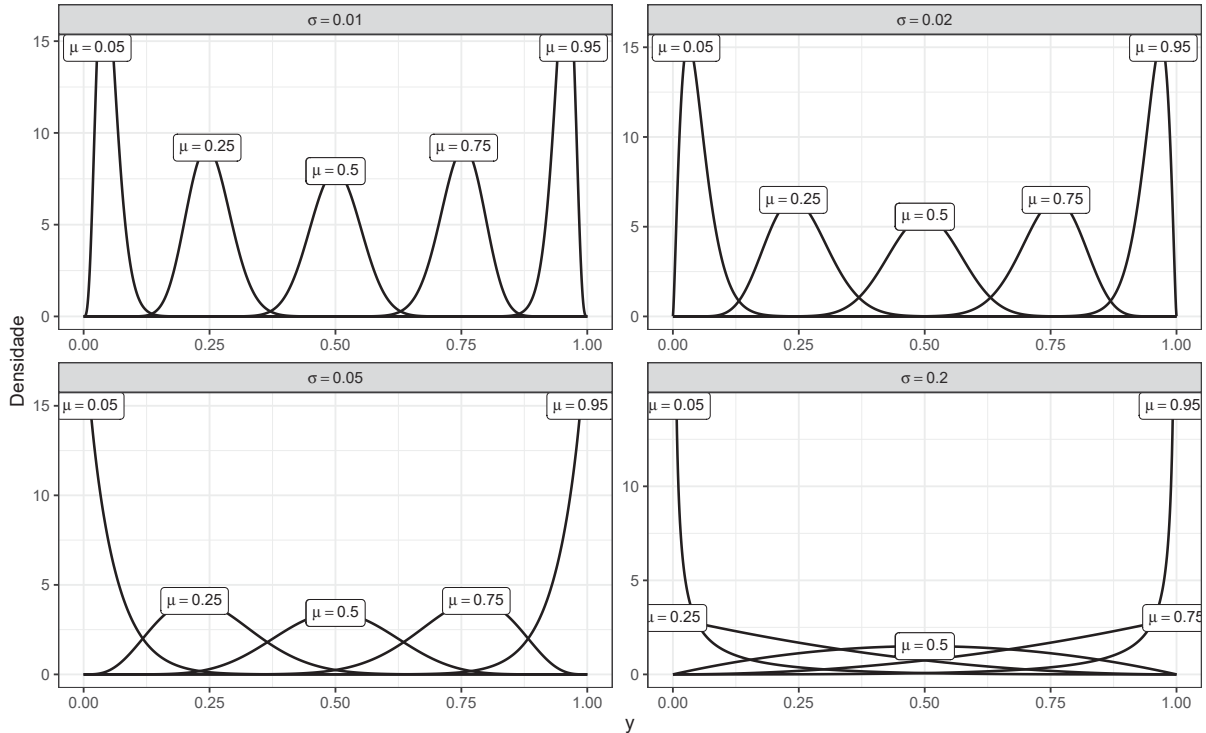 σ = 0.01
μ = 0.05
μ = 0.95
μ = 0.25
μ = 0.75
μ = 0.5
15
10
5
0
0.00 0.25 0.50 0.75 1.00
σ = 0.02
μ = 0.05
μ = 0.95
μ = 0.25
μ = 0.75
μ = 0.5
15
10
5
0
0.00 0.25 0.50 0.75 1.00
Densidade
σ = 0.05
μ = 0.05
μ = 0.95
μ = 0.25
μ = 0.75
μ = 0.5
15
10
5
0
0.00 0.25 0.50 0.75 1.00
σ = 0.2
μ = 0.05
μ = 0.95
μ = 0.25
μ = 0.75
μ = 0.5
10
5
0
0.00 0.25 0.50 0.75 1.00
y